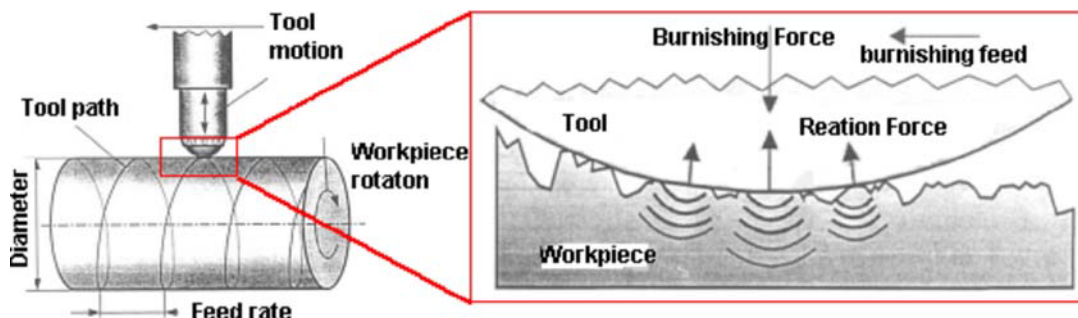 Tool
motion
Tool path
Workpiece
rotaton
Diameter
Feed rate
Burnishing Force
burnishing feed
Tool
Reation Force
Workpiece